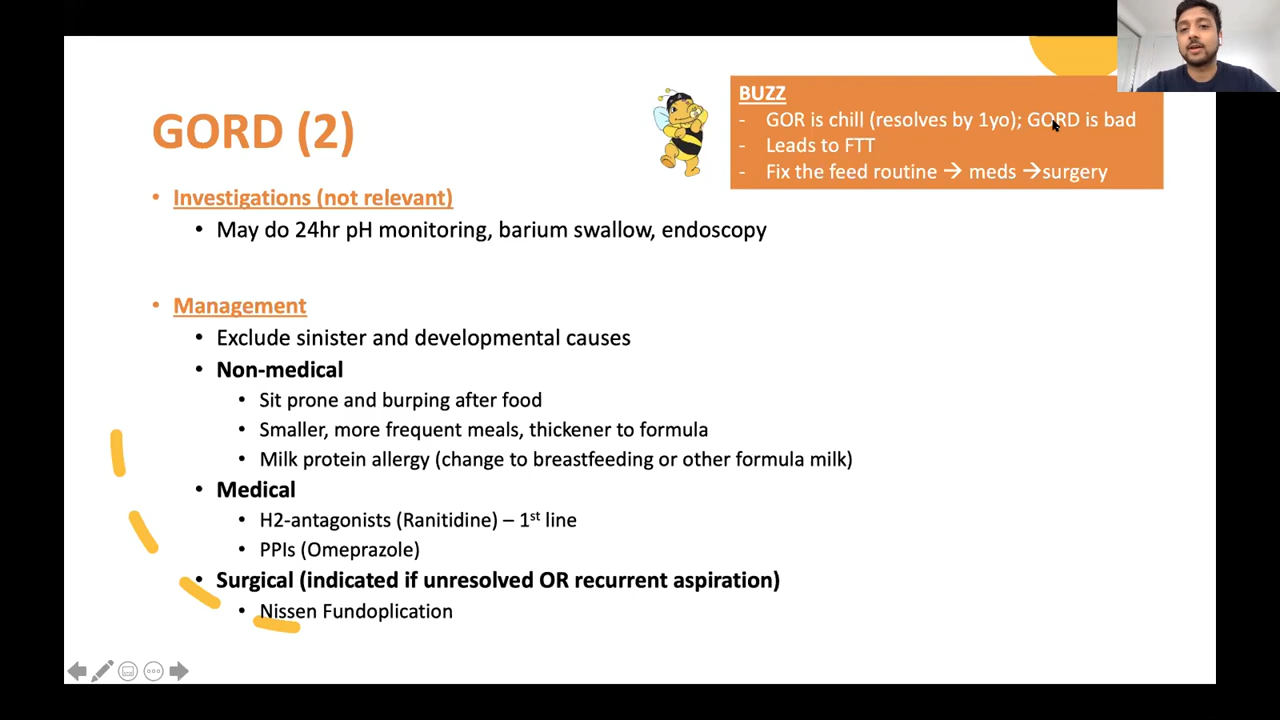 GORD (2)
BUZZ
- GOR is chill (resolves by 1yo); GORD is bad
- Leads to FTT
- Fix the feed routine → meds →surgery
• Investigations (not relevant)
• May do 24hr pH monitoring, barium swallow, endoscopy
• Management
• Exclude sinister and developmental causes
• Non-medical
• Sit prone and burping after food
• Smaller, more frequent meals, thickener to formula
• Milk protein allergy (change to breastfeeding or other formula milk)
• Medical
• H2-antagonists (Ranitidine) – 1st line
• PPIs (Omeprazole)
• Surgical (indicated if unresolved OR recurrent aspiration)
• Nissen Fundoplication